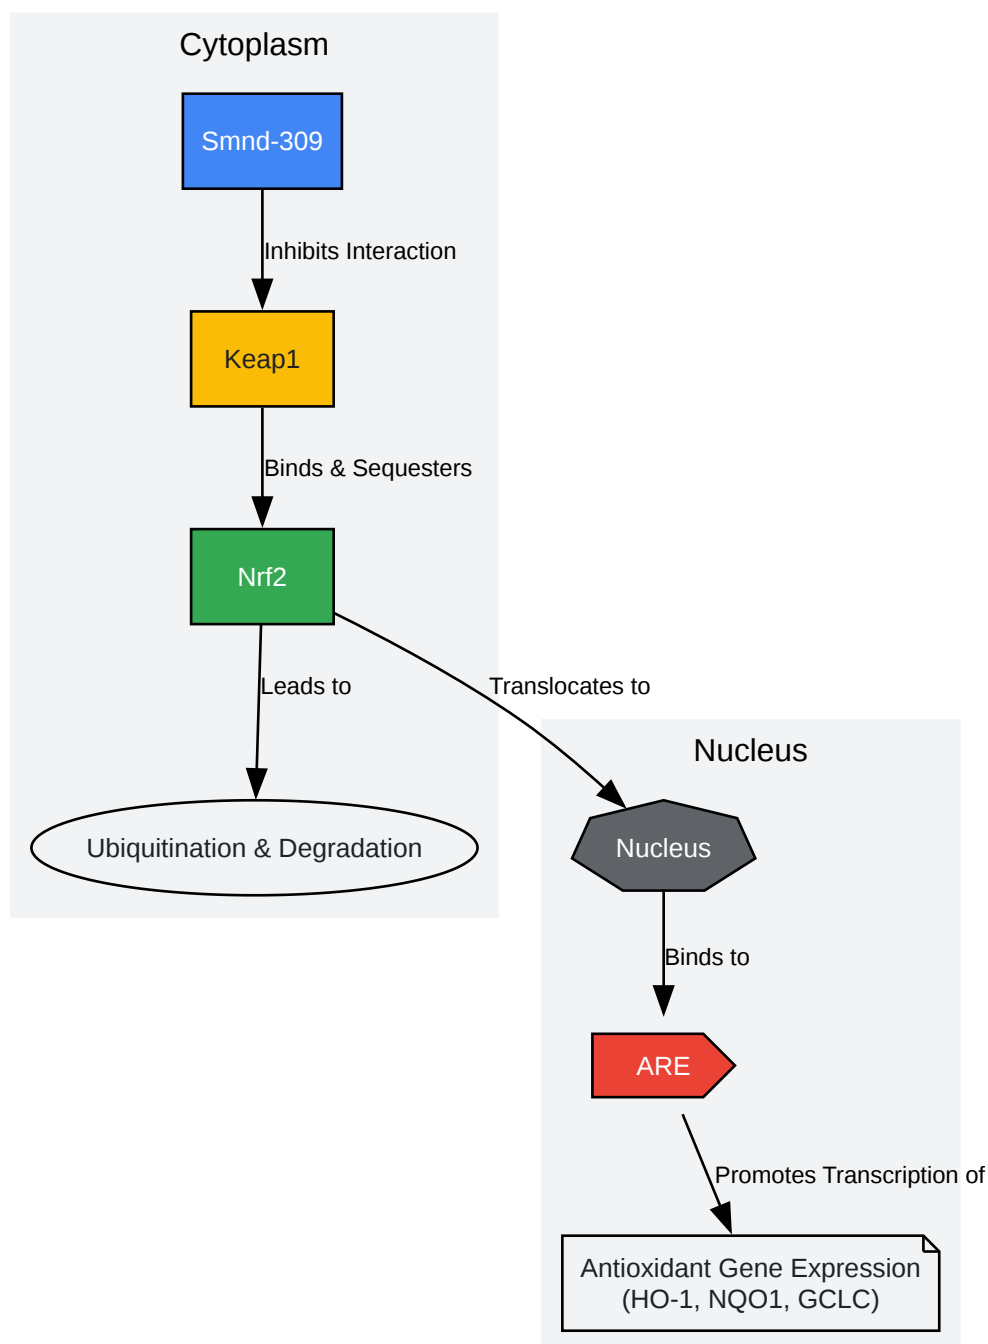 Cytoplasm
Smnd-309
Inhibits Interaction
Keap1
Binds & Sequesters
Nrf2
Leads to
Translocates to
Ubiquitination & Degradation
Nucleus
Nucleus
Binds to
ARE
Promotes Transcription of
Antioxidant Gene Expression
(HO-1, NQO1, GCLC)